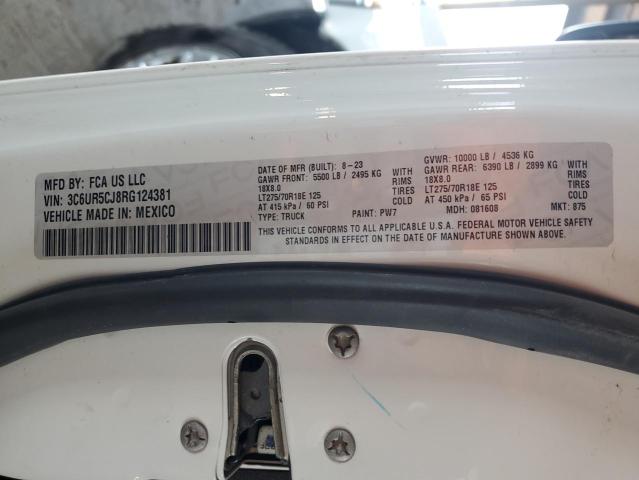 MFD BY: FCA US LLC
VIN: 3C6UR5CJ8RG124381
VEHICLE MADE IN: MEXICO
DATE OF MFR (BUILT): 8-23
GAWR FRONT: 5500 LB / 2495 KG WITH
18X8.0 RIMS
LT275/70R18E 125 TIRES
AT 415 kPa / 60 PSI COLD
TYPE: TRUCK PAINT: PW7
GVWR: 10000 LB / 4536 KG
GAWR REAR: 6390 LB / 2899 KG WITH
18X8.0 RIMS
LT275/70R18E 125 TIRES
AT 450 kPa / 65 PSI COLD
MDH: 081608 MKT: 875
THIS VEHICLE CONFORMS TO ALL APPLICABLE U.S.A. FEDERAL MOTOR VEHICLE SAFETY
STANDARDS IN EFFECT ON THE DATE OF MANUFACTURE SHOWN ABOVE.